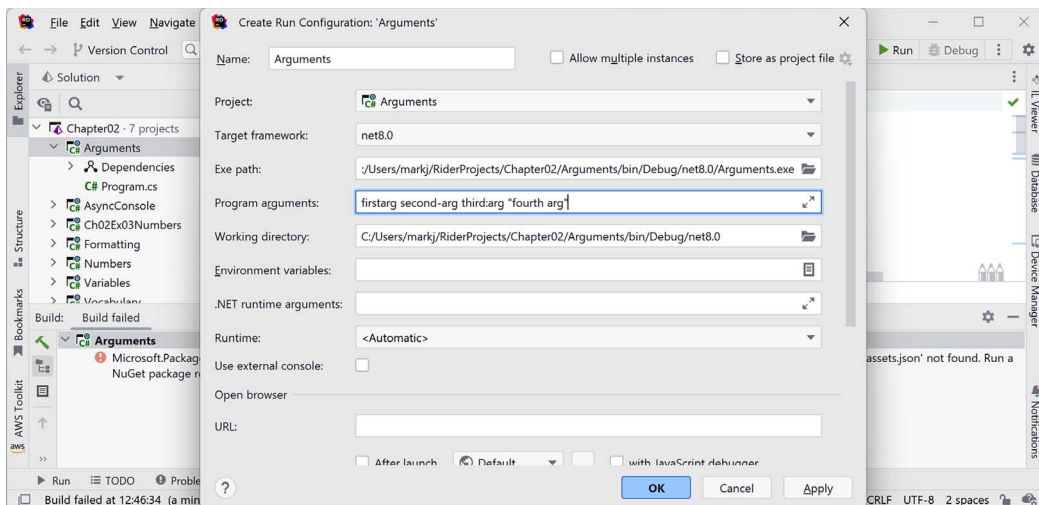 File Edit View Navigate
Create Run Configuration: 'Arguments'
Version Control
Run Debug
Name: Arguments
Allow multiple instances
Store as project file
Explorer
Solution
Project: Arguments
Chapter02 · 7 projects
Target framework: net8.0
Arguments
Dependencies
Exe path: :/Users/markj/RiderProjects/Chapter02/Arguments/bin/Debug/net8.0/Arguments.exe
C# Program.cs
Program arguments: firstarg second-arg third:arg "fourth arg"
C# AsyncConsole
C# Ch02Ex03Numbers
Working directory: C:/Users/markj/RiderProjects/Chapter02/Arguments/bin/Debug/net8.0
C# Formatting
C# Numbers
Environment variables:
C# Variables
C# Vocabulary
.NET runtime arguments:
Build: Build failed
Runtime: <Automatic>
Arguments
Microsoft.Packag
assets.json' not found. Run a
Use external console:
NuGet package r
Open browser
URL:
After launch Default with JavaScript debugger
Run TODO Proble
? OK Cancel Apply
Build failed at 12:46:34 (a min
CRLF UTF-8 2 spaces
Structure
Bookmarks
AWS Toolkit
aws
IL Viewer
Database
Device Manager
Notifications